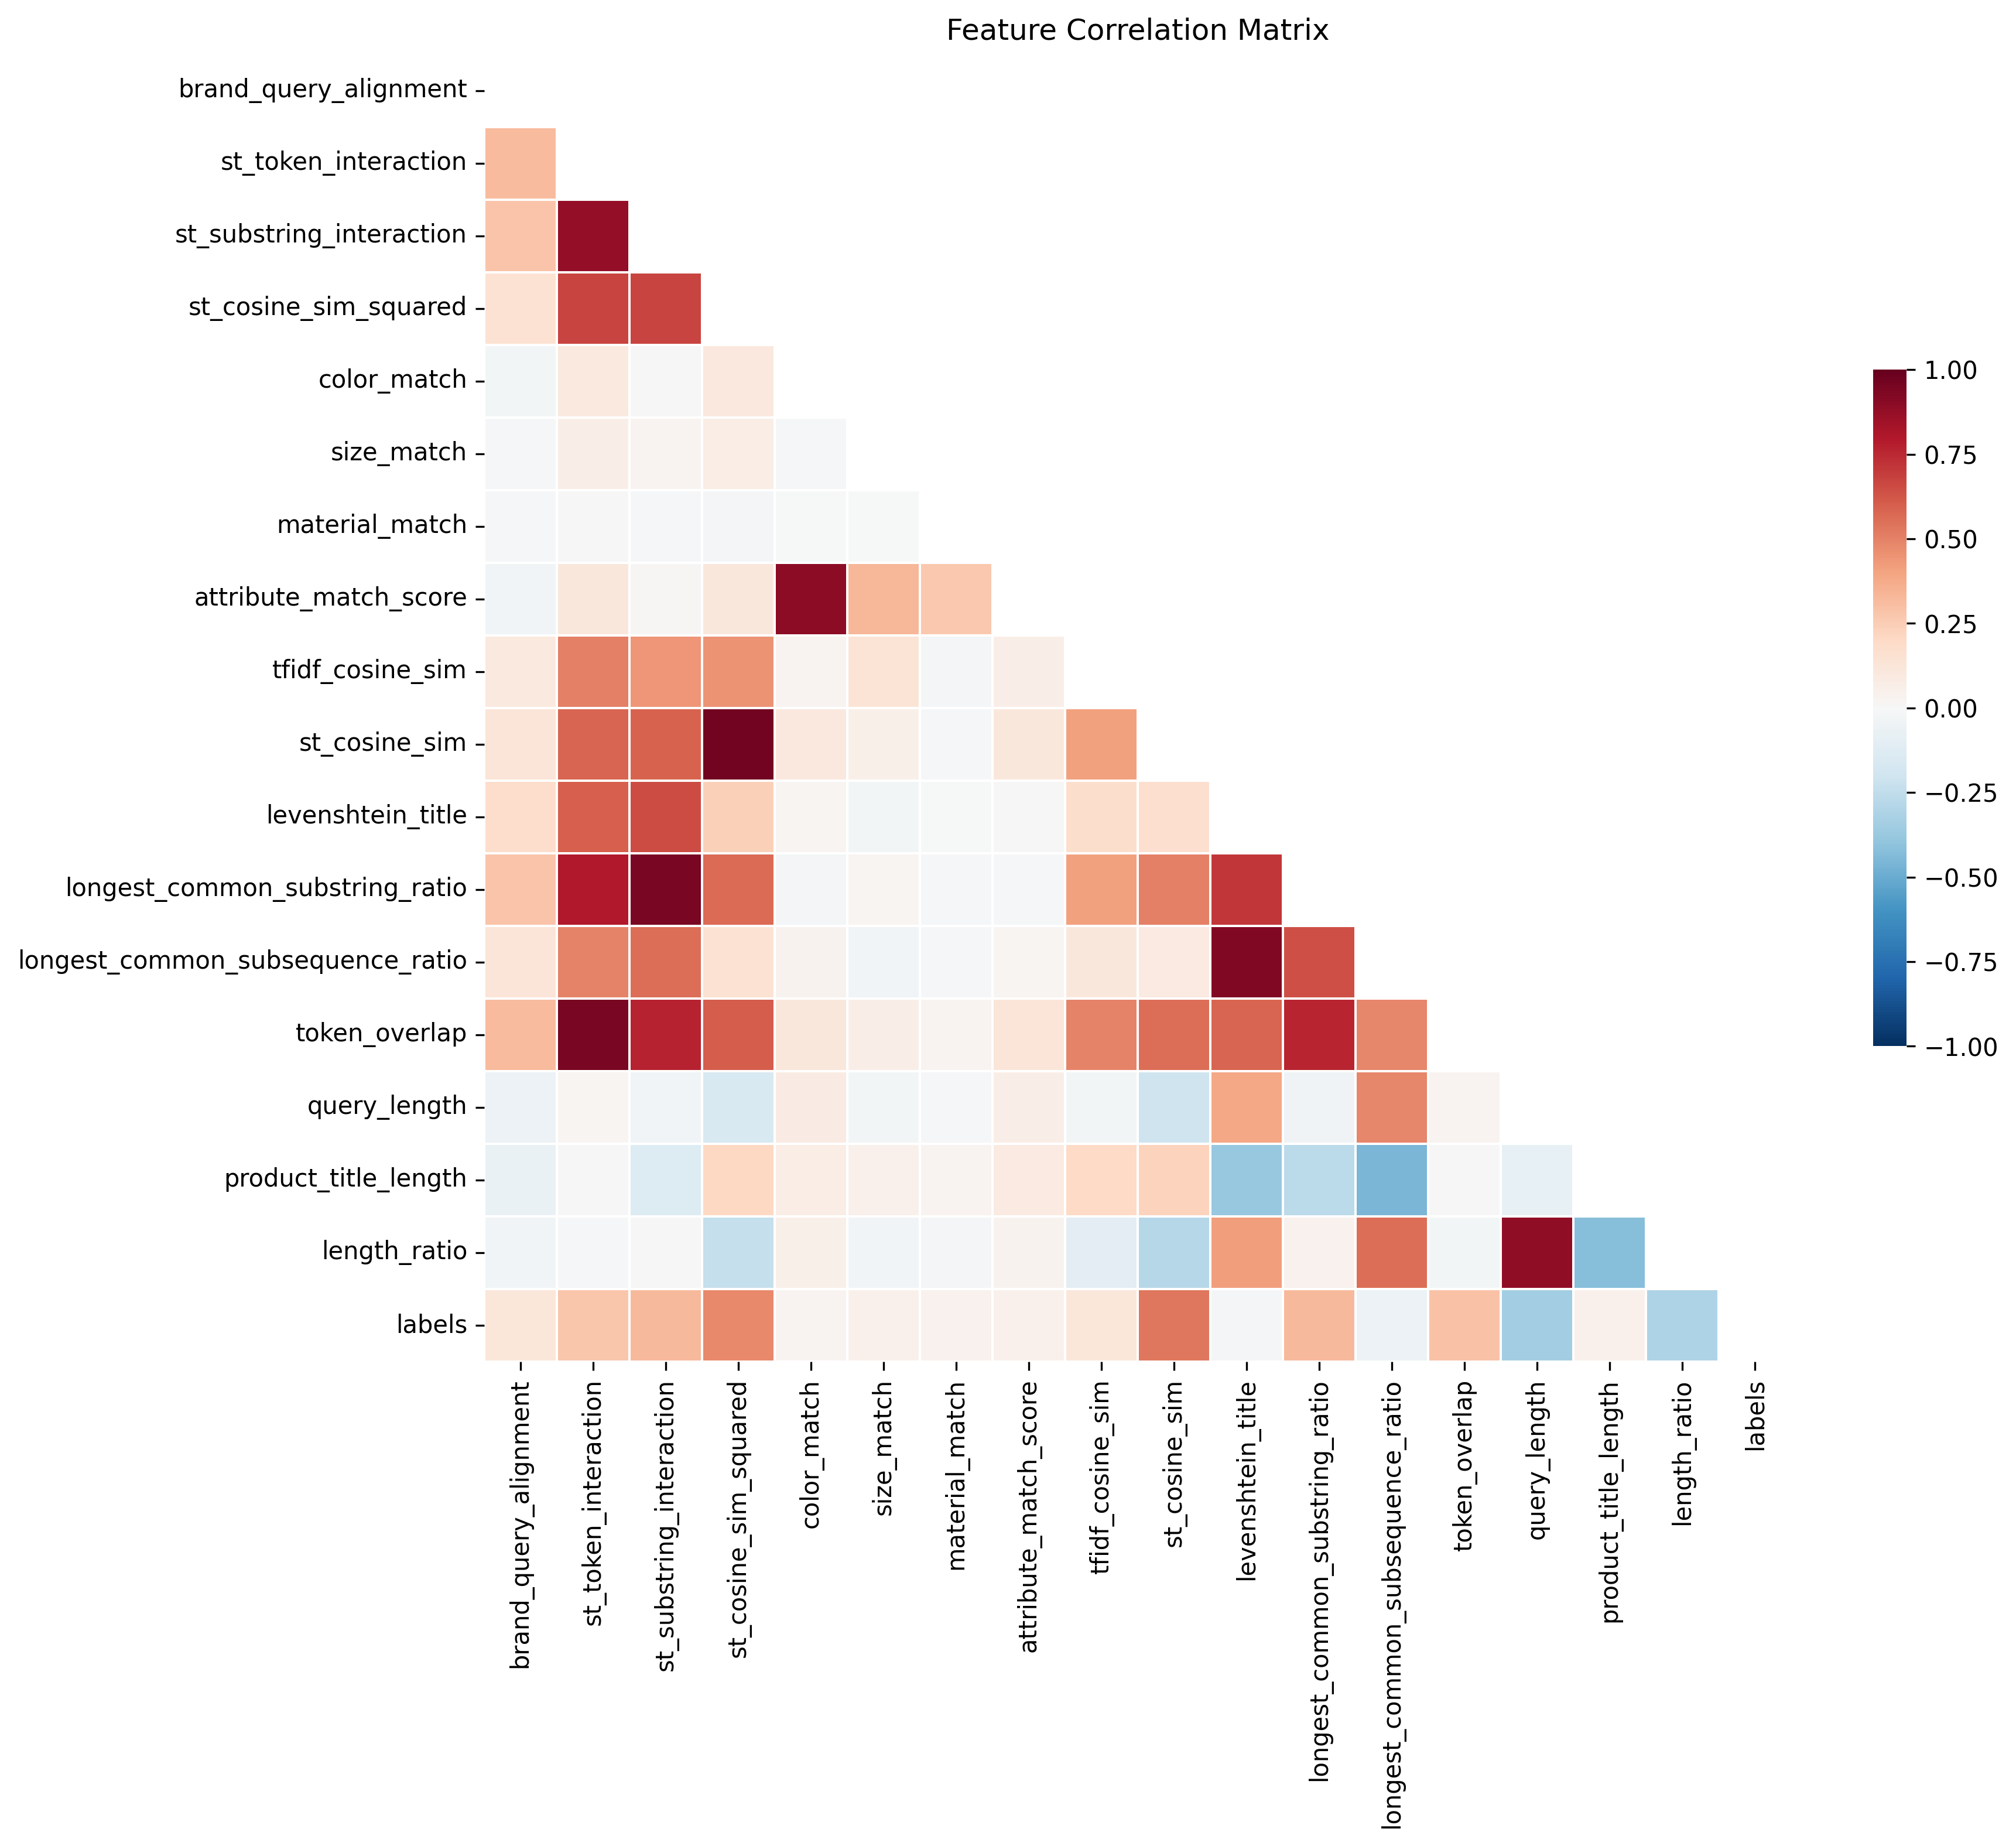 Feature Correlation Matrix
brand_query_alignment
st_token_interaction
st_substring_interaction
st_cosine_sim_squared
color_match
size_match
material_match
attribute_match_score
tfidf_cosine_sim
st_cosine_sim
levenshtein_title
longest_common_substring_ratio
longest_common_subsequence_ratio
token_overlap
query_length
product_title_length
length_ratio
labels
brand_query_alignment
st_token_interaction
st_substring_interaction
st_cosine_sim_squared
color_match
size_match
material_match
attribute_match_score
tfidf_cosine_sim
st_cosine_sim
levenshtein_title
longest_common_substring_ratio
longest_common_subsequence_ratio
token_overlap
query_length
product_title_length
length_ratio
labels
1.00
0.75
0.50
0.25
0.00
−0.25
−0.50
−0.75
−1.00